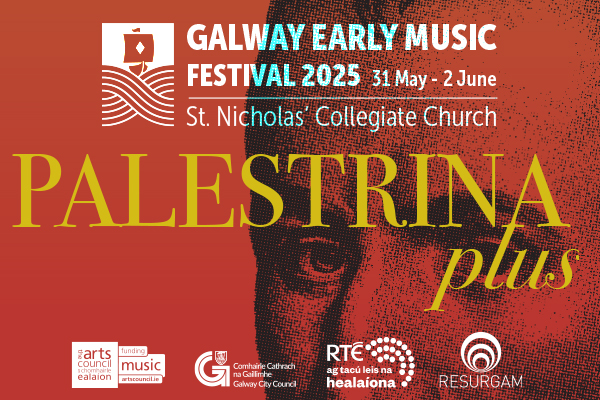 GALWAY EARLY MUSIC
FESTIVAL 2025 31 May - 2 June
St. Nicholas' Collegiate Church
PALESTRINA
plus
arts
council
schomhairle
ealaíon
funding
music
artscouncil.ie
Comhairle Cathrach
na Gaillimhe
Galway City Council
RTÉ
ag tacú leis na
healaíona
RESURGAM